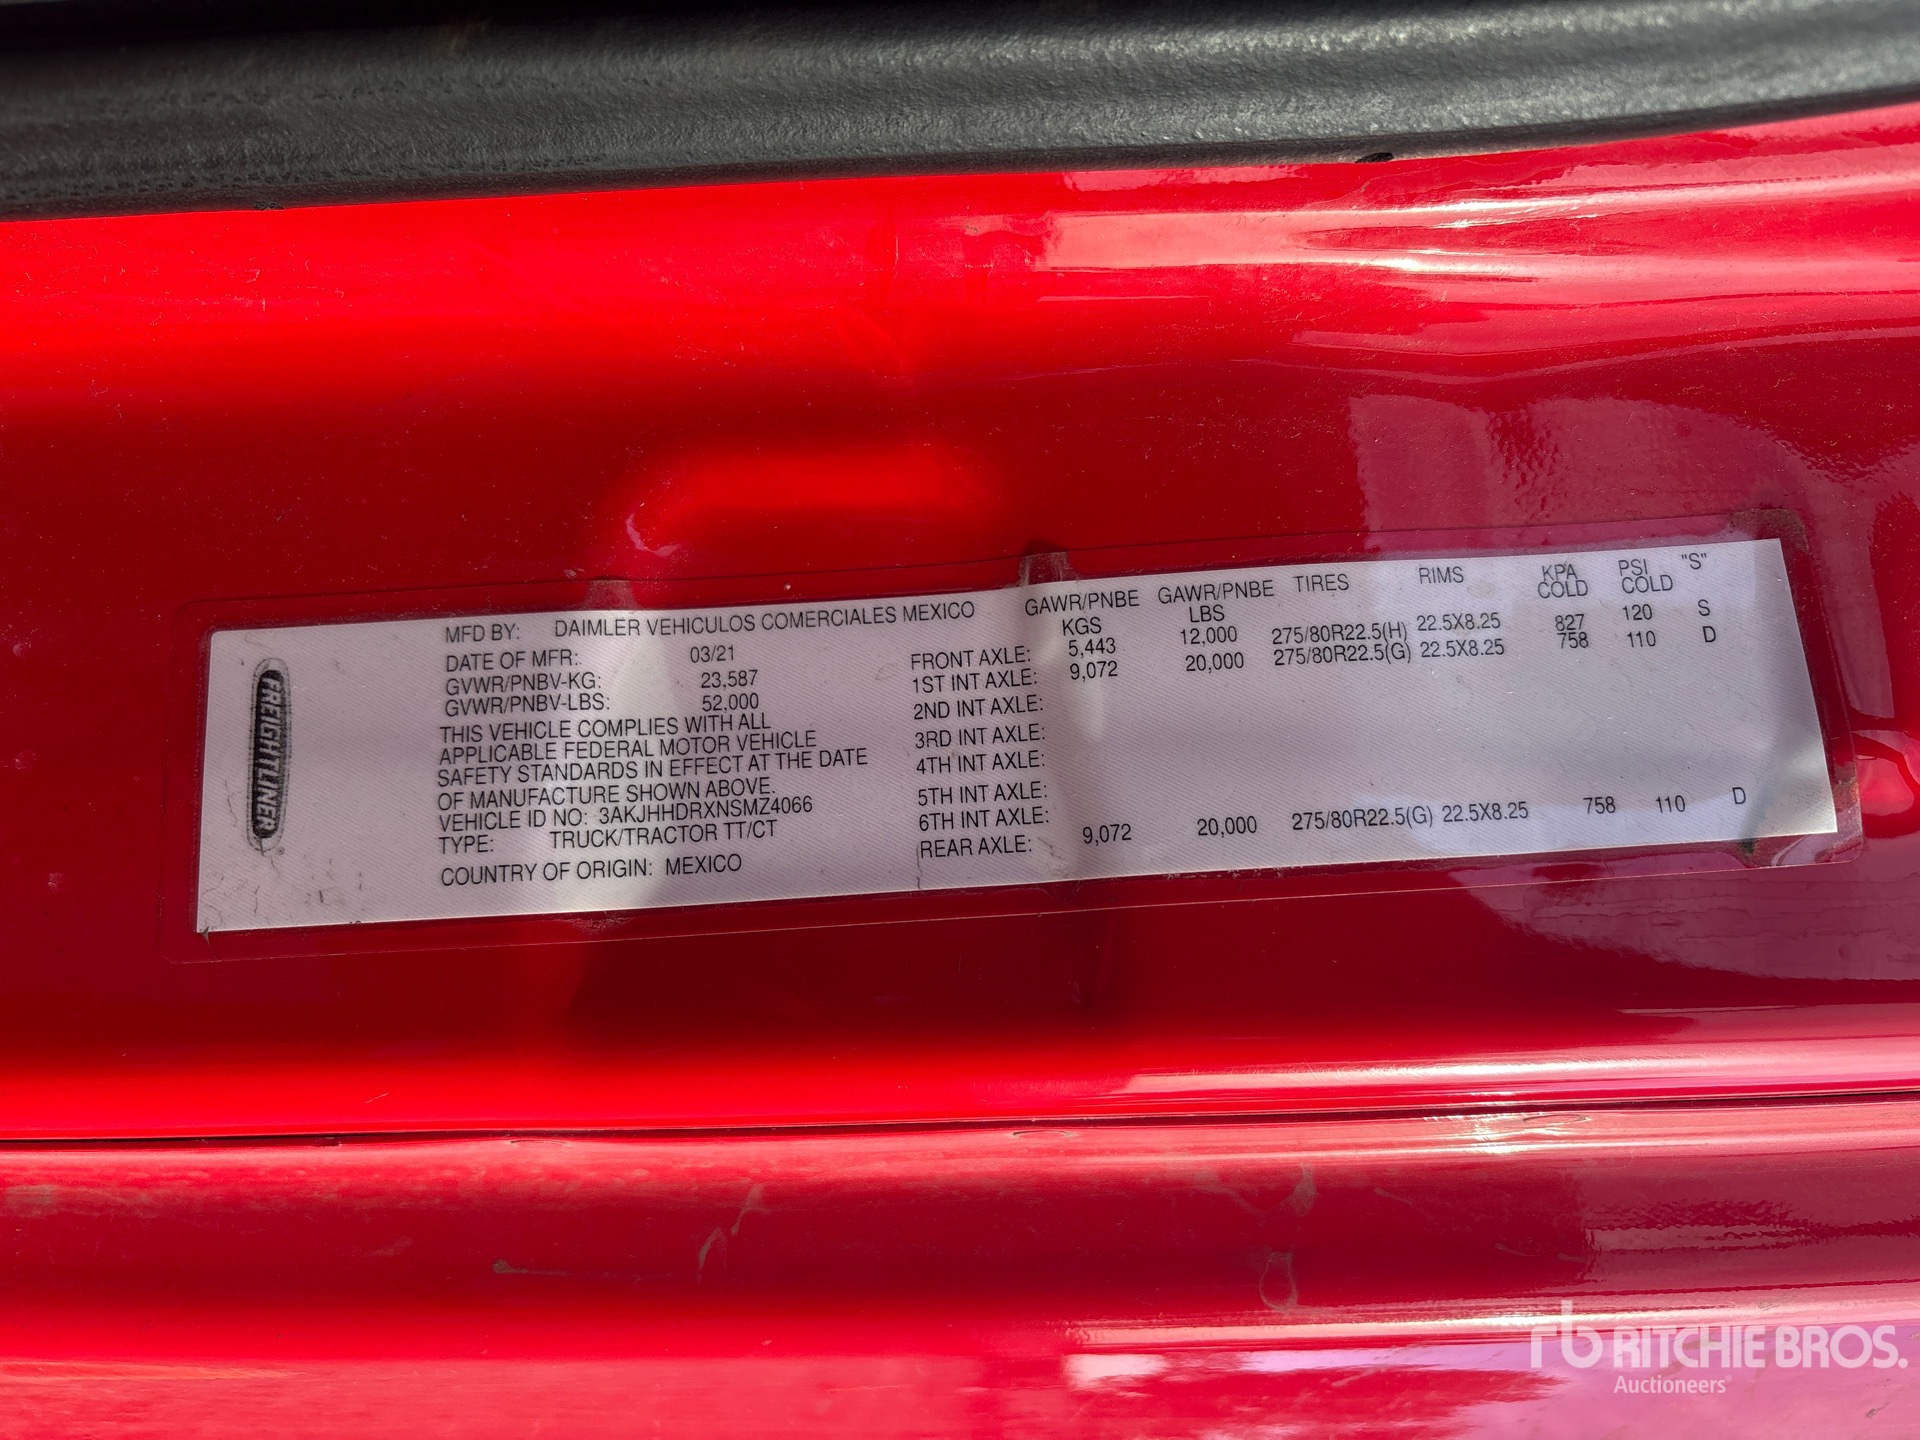 FREIGHTLINER
MFD BY: DAIMLER VEHICULOS COMERCIALES MEXICO
DATE OF MFR: 03/21
GVWR/PNBV-KG: 23,587
GVWR/PNBV-LBS: 52,000
THIS VEHICLE COMPLIES WITH ALL
APPLICABLE FEDERAL MOTOR VEHICLE
SAFETY STANDARDS IN EFFECT AT THE DATE
OF MANUFACTURE SHOWN ABOVE.
VEHICLE ID NO: 3AKJHHDRXNSMZ4066
TYPE: TRUCK/TRACTOR TT/CT
COUNTRY OF ORIGIN: MEXICO
GAWR/PNBE GAWR/PNBE TIRES RIMS KPA PSI "S"
KGS LBS COLD COLD
FRONT AXLE: 5,443 12,000 275/80R22.5(H) 22.5X8.25 827 120 S
1ST INT AXLE: 9,072 20,000 275/80R22.5(G) 22.5X8.25 758 110 D
2ND INT AXLE:
3RD INT AXLE:
4TH INT AXLE:
5TH INT AXLE:
6TH INT AXLE:
REAR AXLE: 9,072 20,000 275/80R22.5(G) 22.5X8.25 758 110 D
rb RITCHIE BROS.
Auctioneers